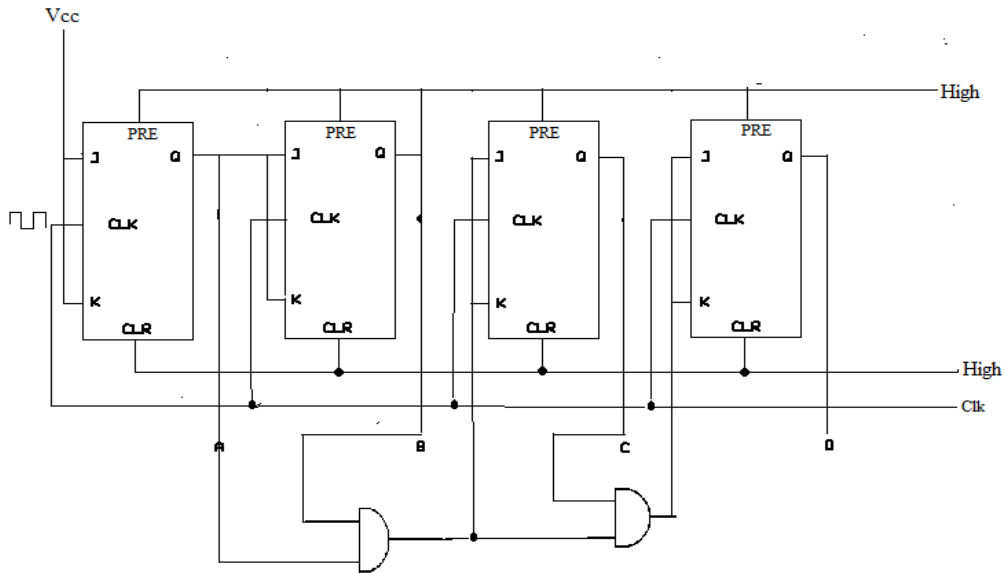 Vcc
High
PRE PRE PRE PRE
J Q J Q J Q J Q
CLK CLK CLK CLK
K K K K
CLR CLR CLR CLR
High
Clk
A B C D